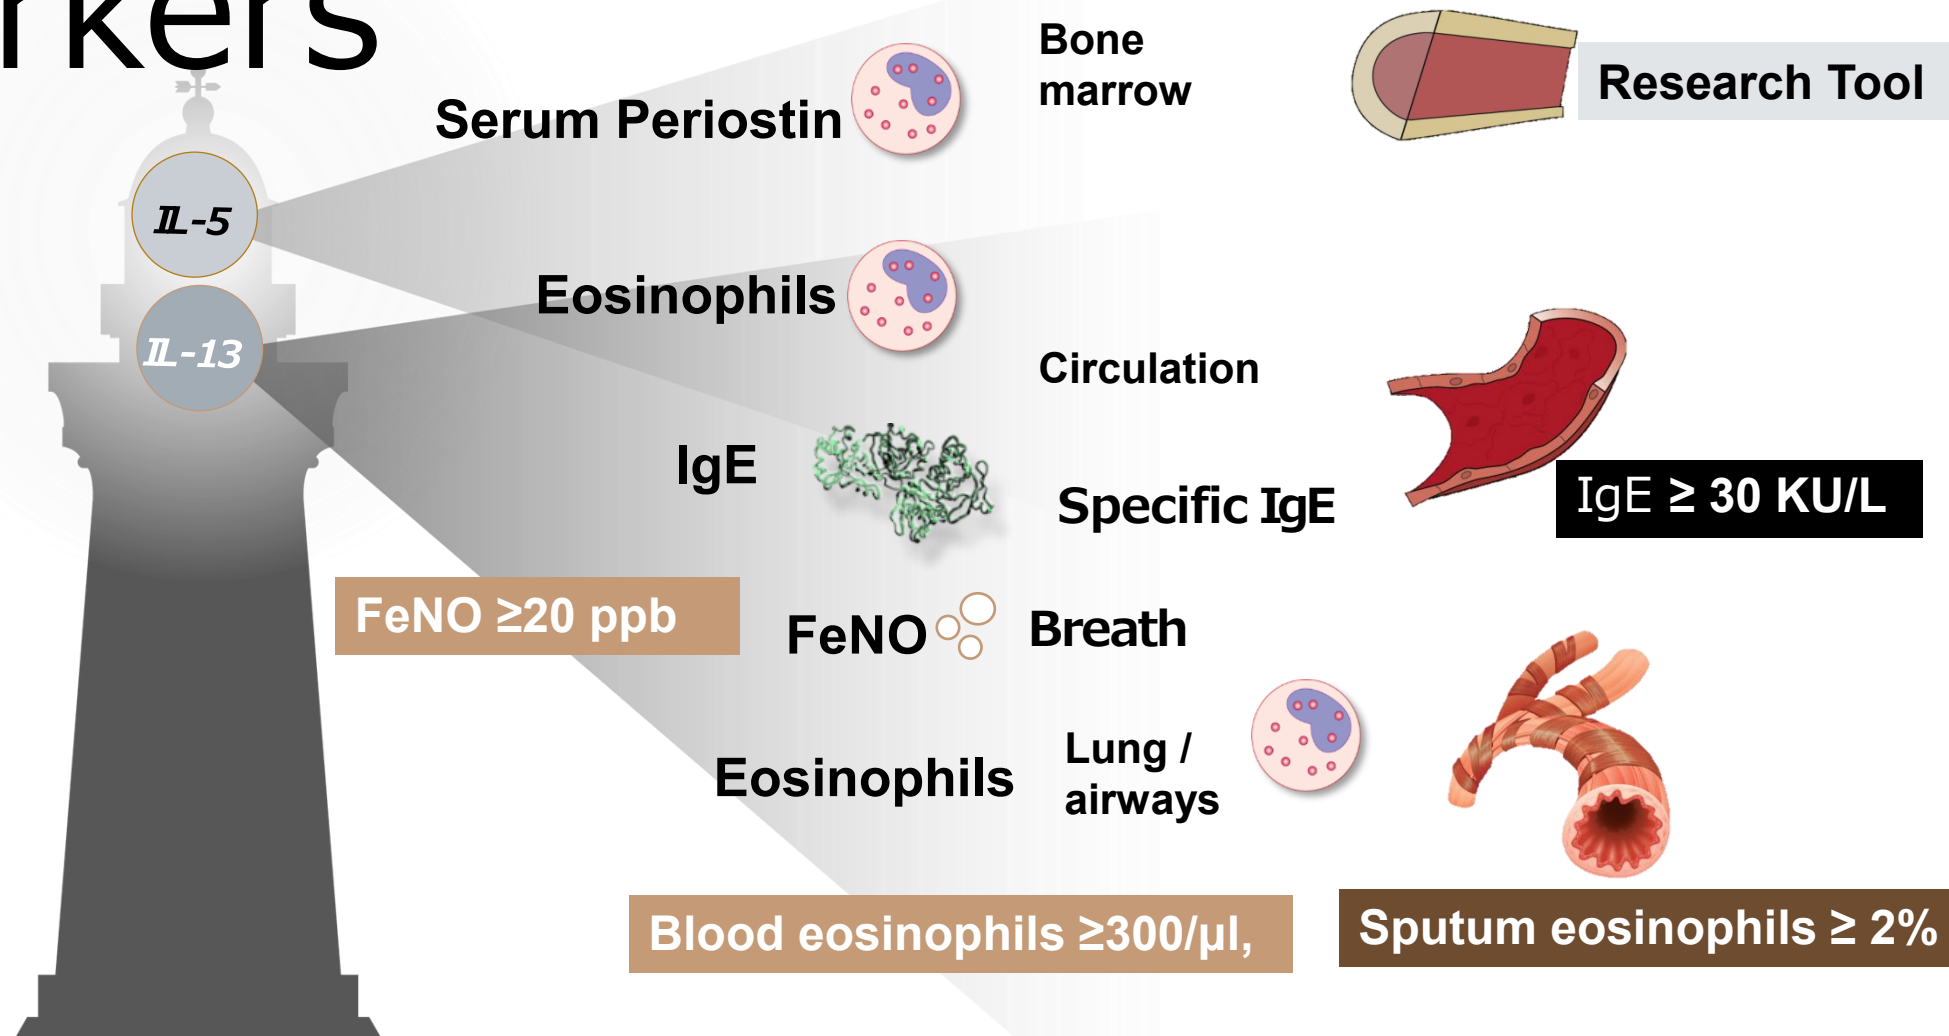 rkers
Bone
marrow
Research Tool
Serum Periostin
IL-5
Eosinophils
IL-13
Circulation
IgE
Specific IgE
IgE ≥ 30 KU/L
FeNO ≥20 ppb
FeNO
Breath
Eosinophils
Lung /
airways
Blood eosinophils ≥300/µl,
Sputum eosinophils ≥ 2%